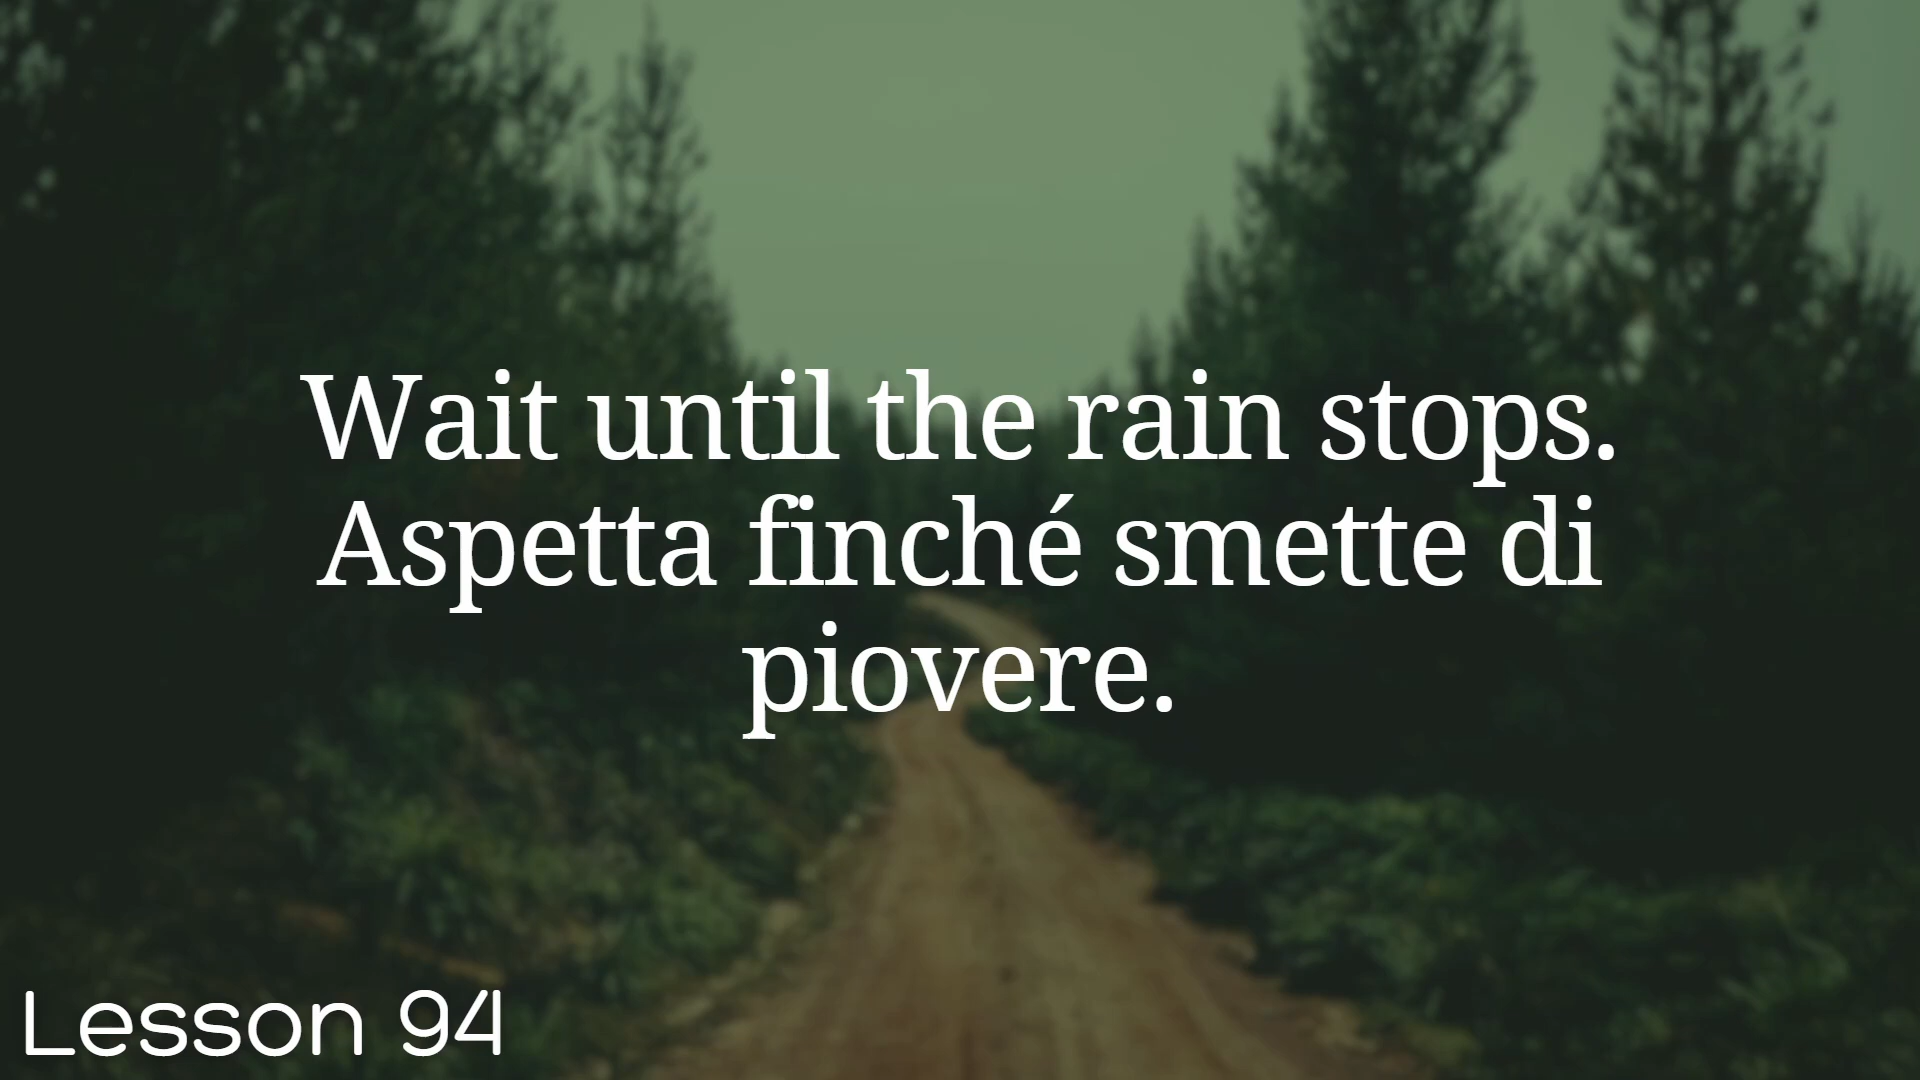 Wait until the rain stops.
Aspetta finché smette di
piovere.
Lesson 94